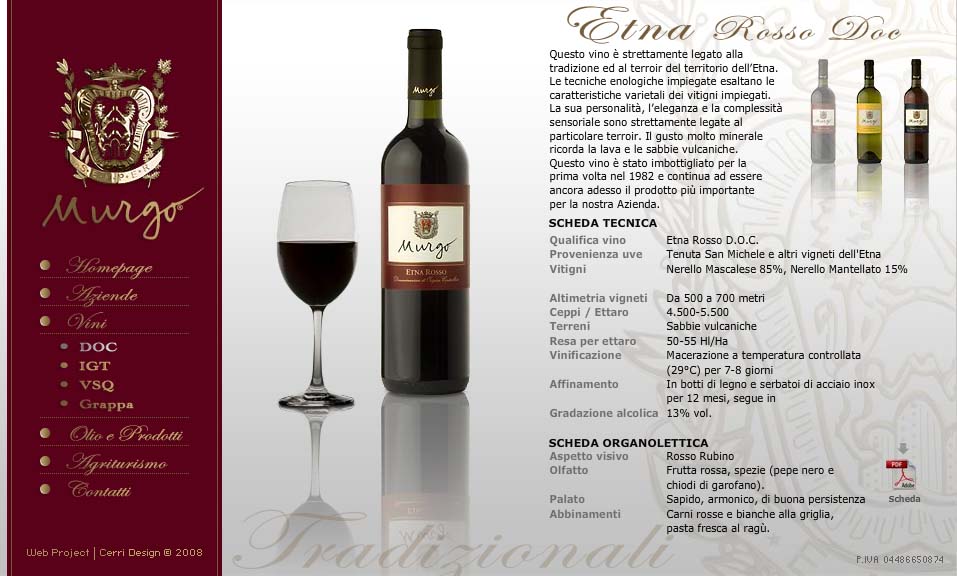 Etna Rosso Doc
Questo vino è strettamente legato alla
tradizione ed al terroir del territorio dell'Etna.
Le tecniche enologiche impiegate esaltano le
caratteristiche varietali dei vitigni impiegati.
La sua personalità, l'eleganza e la complessità
sensoriale sono strettamente legate al
particolare terroir. Il gusto molto minerale
ricorda la lava e le sabbie vulcaniche.
Questo vino è stato imbottigliato per la
prima volta nel 1982 e continua ad essere
ancora adesso il prodotto più importante
per la nostra Azienda.
SCHEDA TECNICA
Qualifica vino Etna Rosso D.O.C.
Provenienza uve Tenuta San Michele e altri vigneti dell'Etna
Vitigni Nerello Mascalese 85%, Nerello Mantellato 15%
Altimetria vigneti Da 500 a 700 metri
Ceppi / Ettaro 4.500-5.500
Terreni Sabbie vulcaniche
Resa per ettaro 50-55 Hl/Ha
Vinificazione Macerazione a temperatura controllata
(29°C) per 7-8 giorni
Affinamento In botti di legno e serbatoi di acciaio inox
per 12 mesi, segue in
Gradazione alcolica 13% vol.
SCHEDA ORGANOLETTICA
Aspetto visivo Rosso Rubino
Olfatto Frutta rossa, spezie (pepe nero e
chiodi di garofano).
Palato Sapido, armonico, di buona persistenza
Abbinamenti Carni rosse e bianche alla griglia,
pasta fresca al ragù.
PDF
Adobe
Scheda
P.IVA 04486650874
Tradizionali
Murgo
Murgo
ETNA ROSSO
Murgo®
Homepage
Aziende
Vini
DOC
IGT
VSQ
Grappa
Olio e Prodotti
Agriturismo
Contatti
Web Project | Cerri Design © 2008